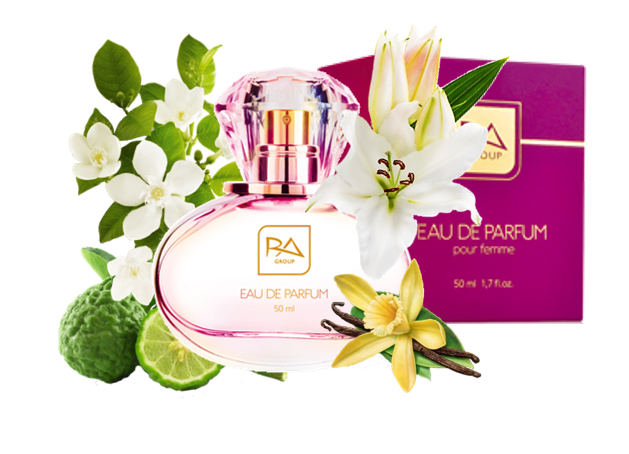 RA
GROUP
EAU DE PARFUM
50 ml
RA
GROUP
EAU DE PARFUM
pour femme
50 ml 1,7 fl.oz.